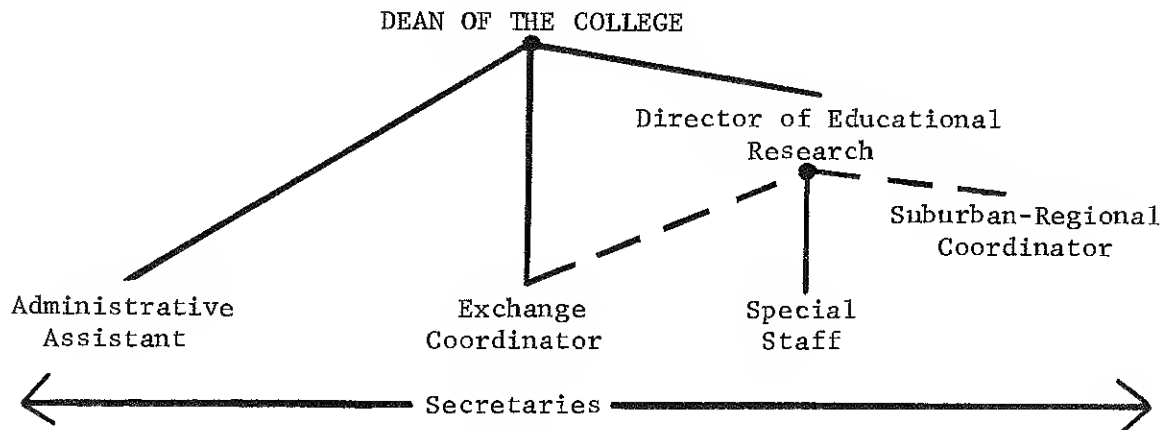 DEAN OF THE COLLEGE
Director of Educational
Research
Suburban-Regional
Coordinator
Administrative
Assistant
Exchange
Coordinator
Special
Staff
Secretaries